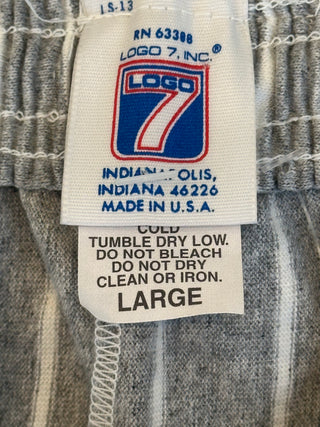 LS-13
RN 63388
LOGO 7, INC.®
LOGO
7
INDIANAPOLIS,
INDIANA 46226
MADE IN U.S.A.
COLD
TUMBLE DRY LOW.
DO NOT BLEACH
DO NOT DRY
CLEAN OR IRON.
LARGE